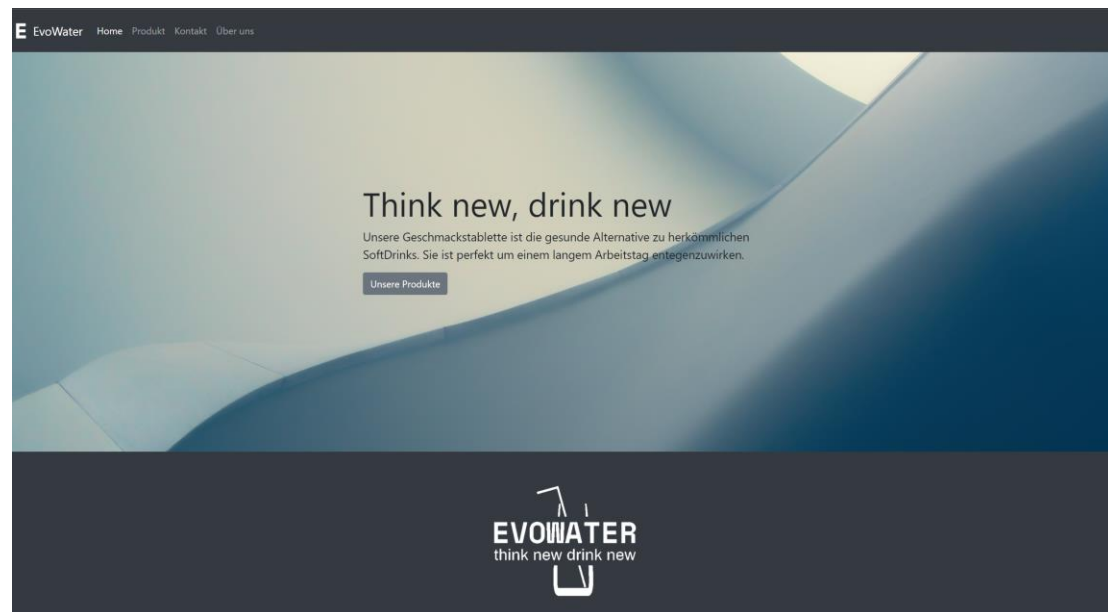 E EvoWater Home Produkt Kontakt Über uns
Think new, drink new
Unsere Geschmackstablette ist die gesunde Alternative zu herkömmlichen
SoftDrinks. Sie ist perfekt um einem langem Arbeitstag entegenzuwirken.
Unsere Produkte
EVOWATER
think new drink new